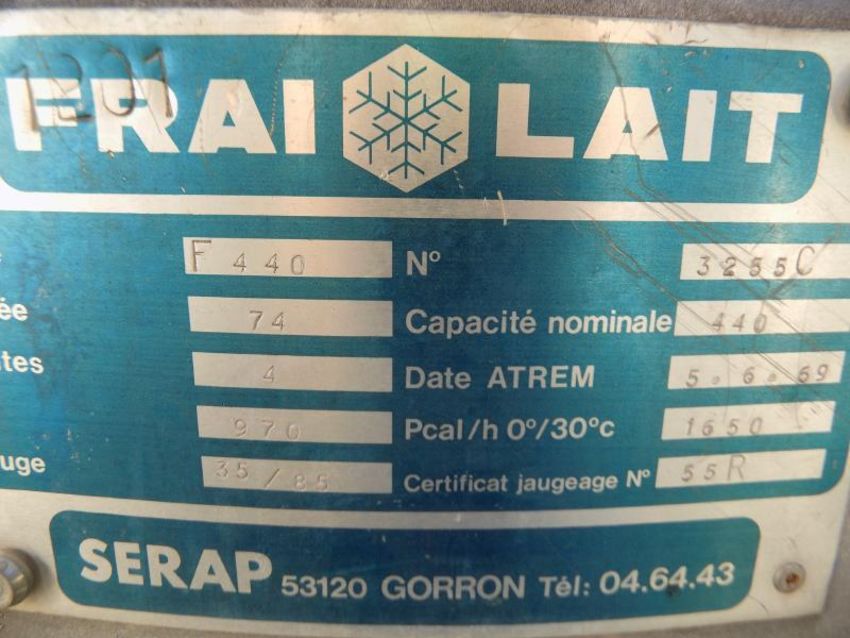 1201
FRAI LAIT
F 440 N° 3255C
ée 74 Capacité nominale 440
tes 4 Date ATREM 5.6.69
970 Pcal/h 0°/30°c 1650
uge 35/85 Certificat jaugeage N° 55R
SERAP 53120 GORRON Tél: 04.64.43